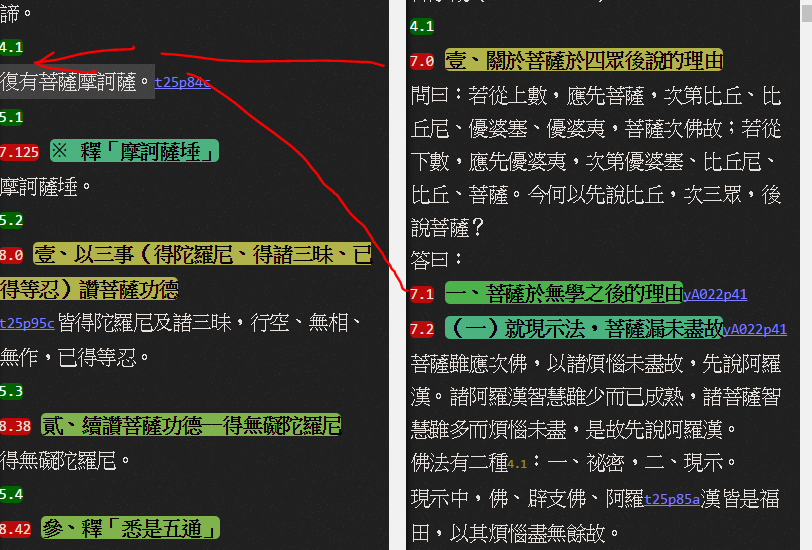 諦。
4.1
復有菩薩摩訶薩。t25p84c
5.1
7.125 ※ 釋「摩訶薩埵」
摩訶薩埵。
5.2
8.0 壹、以三事（得陀羅尼、得諸三昧、已
得等忍）讚菩薩功德
t25p95c皆得陀羅尼及諸三昧，行空、無相、
無作，已得等忍。
5.3
8.38 貳、續讚菩薩功德─得無礙陀羅尼
得無礙陀羅尼。
5.4
8.42 參、釋「悉是五通」
4.1
7.0 壹、關於菩薩於四眾後說的理由
問曰：若從上數，應先菩薩，次第比丘、比
丘尼、優婆塞、優婆夷，菩薩次佛故；若從
下數，應先優婆夷，次第優婆塞、比丘尼、
比丘、菩薩。今何以先說比丘，次三眾，後
說菩薩？
答曰：
7.1 一、菩薩於無學之後的理由yA022p41
7.2 （一）就現示法，菩薩漏未盡故yA022p41
菩薩雖應次佛，以諸煩惱未盡故，先說阿羅
漢。諸阿羅漢智慧雖少而已成熟，諸菩薩智
慧雖多而煩惱未盡，是故先說阿羅漢。
佛法有二種4.1：一、祕密，二、現示。
現示中，佛、辟支佛、阿羅t25p85a漢皆是福
田，以其煩惱盡無餘故。